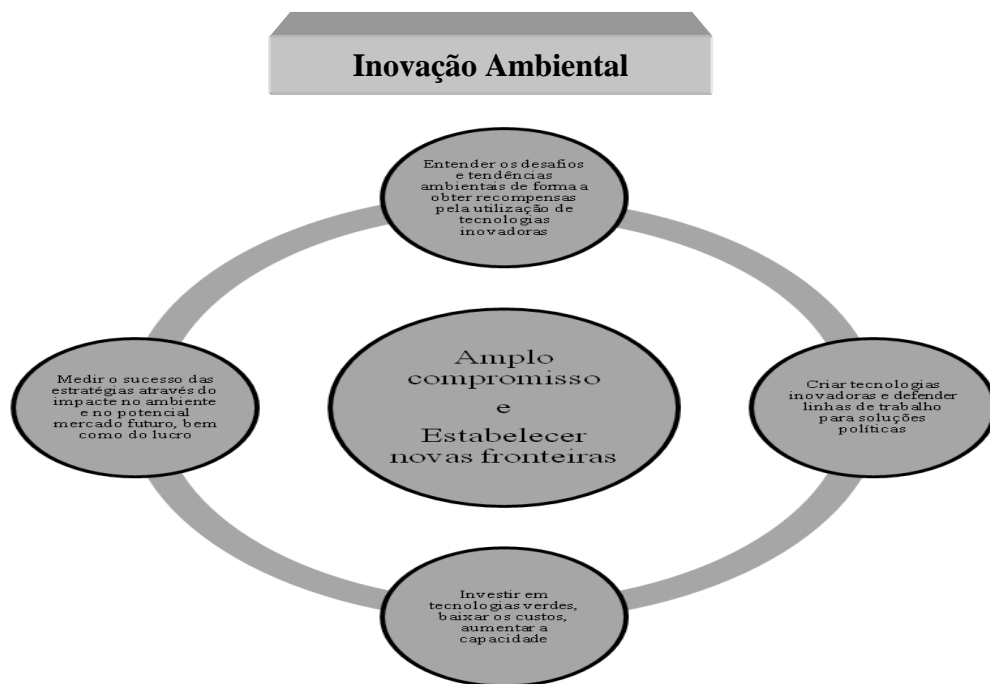 Inovação Ambiental
Entender os desafios
e tendências
ambientais de forma a
obter recompensas
pela utilização de
tecnologias
inovadoras
Medir o sucesso das
estratégias através do
impacte no ambiente
e no potencial
mercado futuro, bem
como do lucro
Amplo
compromisso
e
Estabelecer
novas fronteiras
Criar tecnologias
inovadoras e defender
linhas de trabalho
para soluções
políticas
Investir em
tecnologias verdes,
baixar os custos,
aumentar a
capacidade